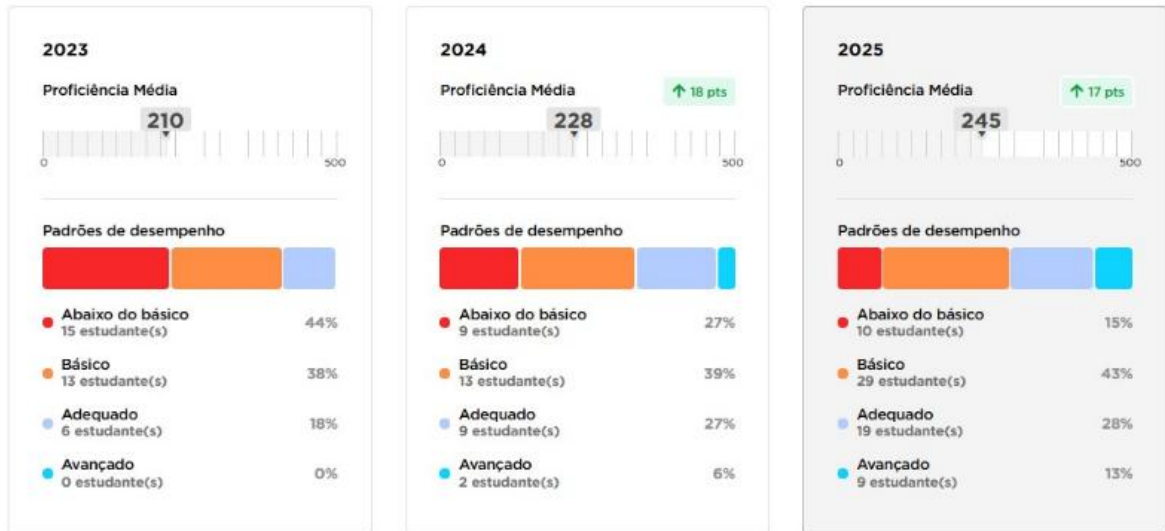 2023
Proficiência Média
210
0
500
Padrões de desempenho
Abaixo do básico
15 estudante(s)
44%
Básico
13 estudante(s)
38%
Adequado
6 estudante(s)
18%
Avançado
0 estudante(s)
0%
2024
Proficiência Média
↑ 18 pts
228
0
500
Padrões de desempenho
Abaixo do básico
9 estudante(s)
27%
Básico
13 estudante(s)
39%
Adequado
9 estudante(s)
27%
Avançado
2 estudante(s)
6%
2025
Proficiência Média
↑ 17 pts
245
0
500
Padrões de desempenho
Abaixo do básico
10 estudante(s)
15%
Básico
29 estudante(s)
43%
Adequado
19 estudante(s)
28%
Avançado
9 estudante(s)
13%